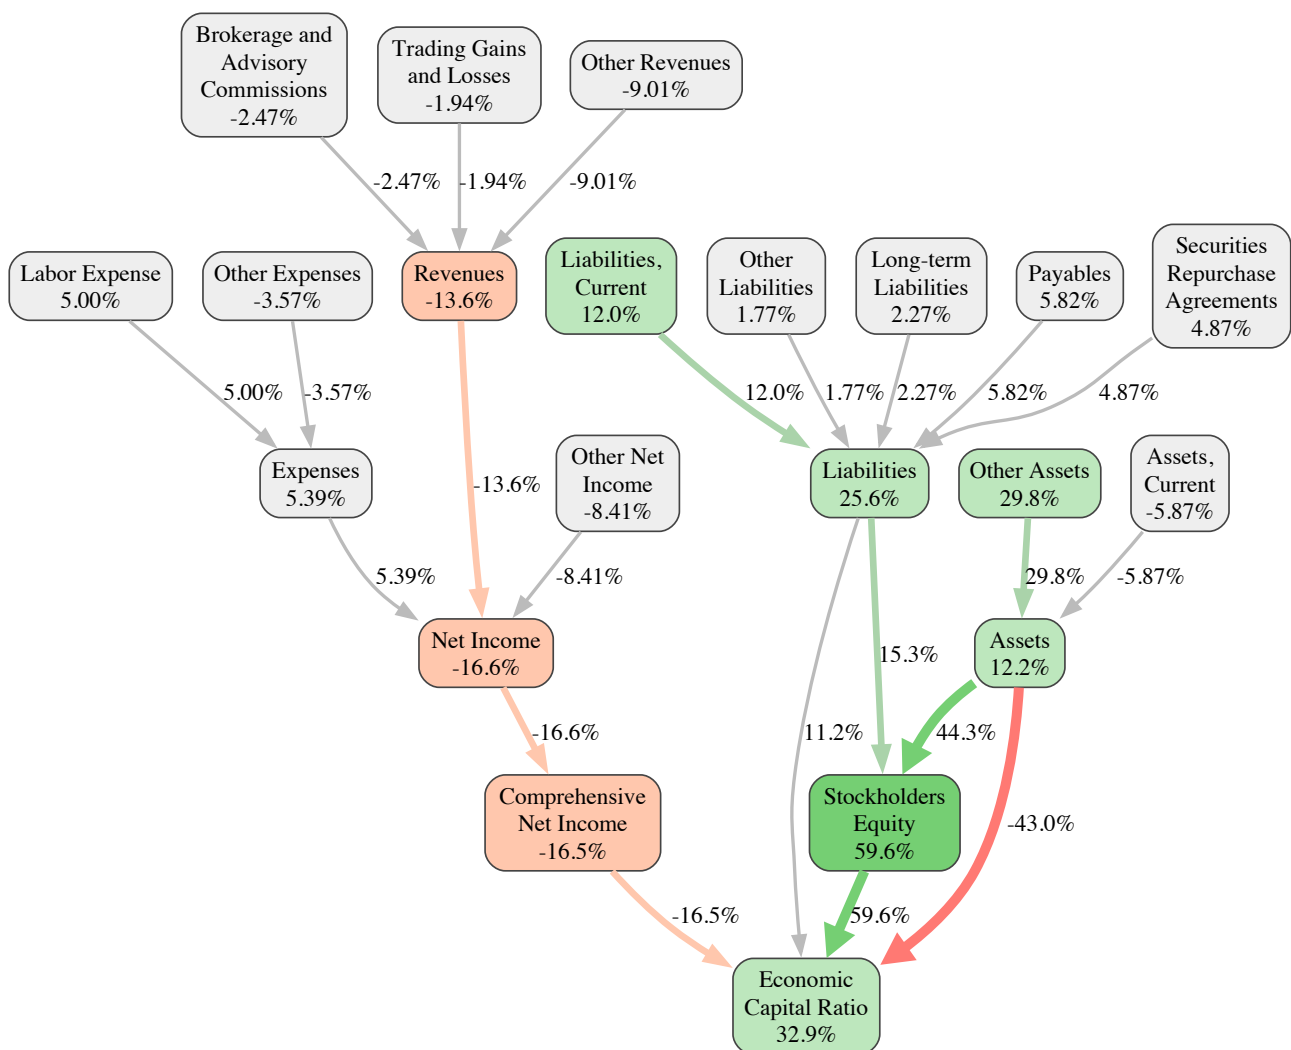 Brokerage and
Advisory
Commissions
-2.47%
Trading Gains
and Losses
-1.94%
Other Revenues
-9.01%
-2.47%
-1.94%
-9.01%
Labor Expense
5.00%
Other Expenses
-3.57%
Revenues
-13.6%
Liabilities,
Current
12.0%
Other
Liabilities
1.77%
Long-term
Liabilities
2.27%
Payables
5.82%
Securities
Repurchase
Agreements
4.87%
5.00%
-3.57%
12.0%
1.77%
2.27%
5.82%
4.87%
Expenses
5.39%
-13.6%
Other Net
Income
-8.41%
Liabilities
25.6%
Other Assets
29.8%
Assets,
Current
-5.87%
5.39%
-8.41%
29.8%
-5.87%
Net Income
-16.6%
15.3%
Assets
12.2%
-16.6%
11.2%
44.3%
Comprehensive
Net Income
-16.5%
Stockholders
Equity
59.6%
-43.0%
-16.5%
59.6%
Economic
Capital Ratio
32.9%